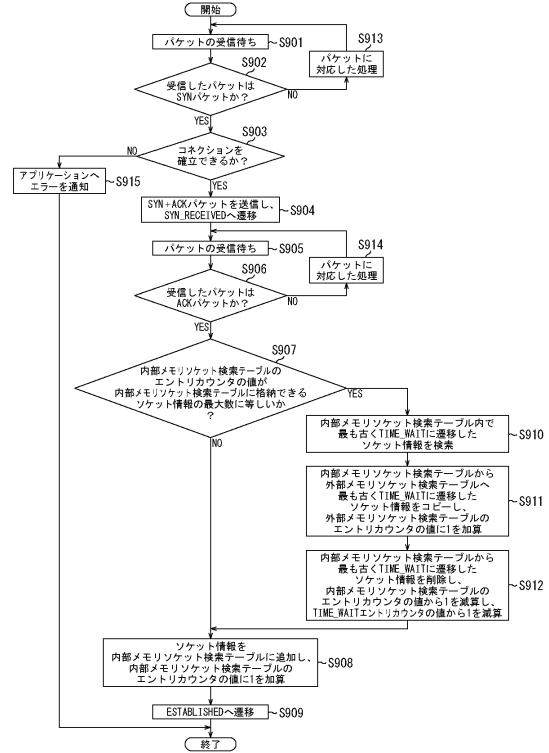 開始
パケットの受信待ち
S901
S913
パケットに
対応した処理
S902
受信したパケットは
SYNパケットか?
NO
YES
S903
コネクションを
確立できるか?
NO
YES
アプリケーションへ
エラーを通知
S915
SYN+ACKパケットを送信し、
SYN_RECEIVEDへ遷移
S904
パケットの受信待ち
S905
S914
パケットに
対応した処理
S906
受信したパケットは
ACKパケットか?
NO
YES
S907
内部メモリソケット検索テーブルの
エントリカウンタの値が
内部メモリソケット検索テーブルに格納できる
ソケット情報の最大数に等しいか
?
YES
NO
内部メモリソケット検索テーブル内で
最も古くTIME_WAITに遷移した
ソケット情報を検索
S910
内部メモリソケット検索テーブルから
外部メモリソケット検索テーブルへ
最も古くTIME_WAITに遷移した
ソケット情報をコピーし、
外部メモリソケット検索テーブルの
エントリカウンタの値に1を加算
S911
内部メモリソケット検索テーブルから
最も古くTIME_WAITに遷移した
ソケット情報を削除し、
内部メモリソケット検索テーブルの
エントリカウンタの値から1を減算し、
TIME_WAITエントリカウンタの値から1を減算
S912
ソケット情報を
内部メモリソケット検索テーブルに追加し、
内部メモリソケット検索テーブルの
エントリカウンタの値に1を加算
S908
ESTABLISHEDへ遷移
S909
終了